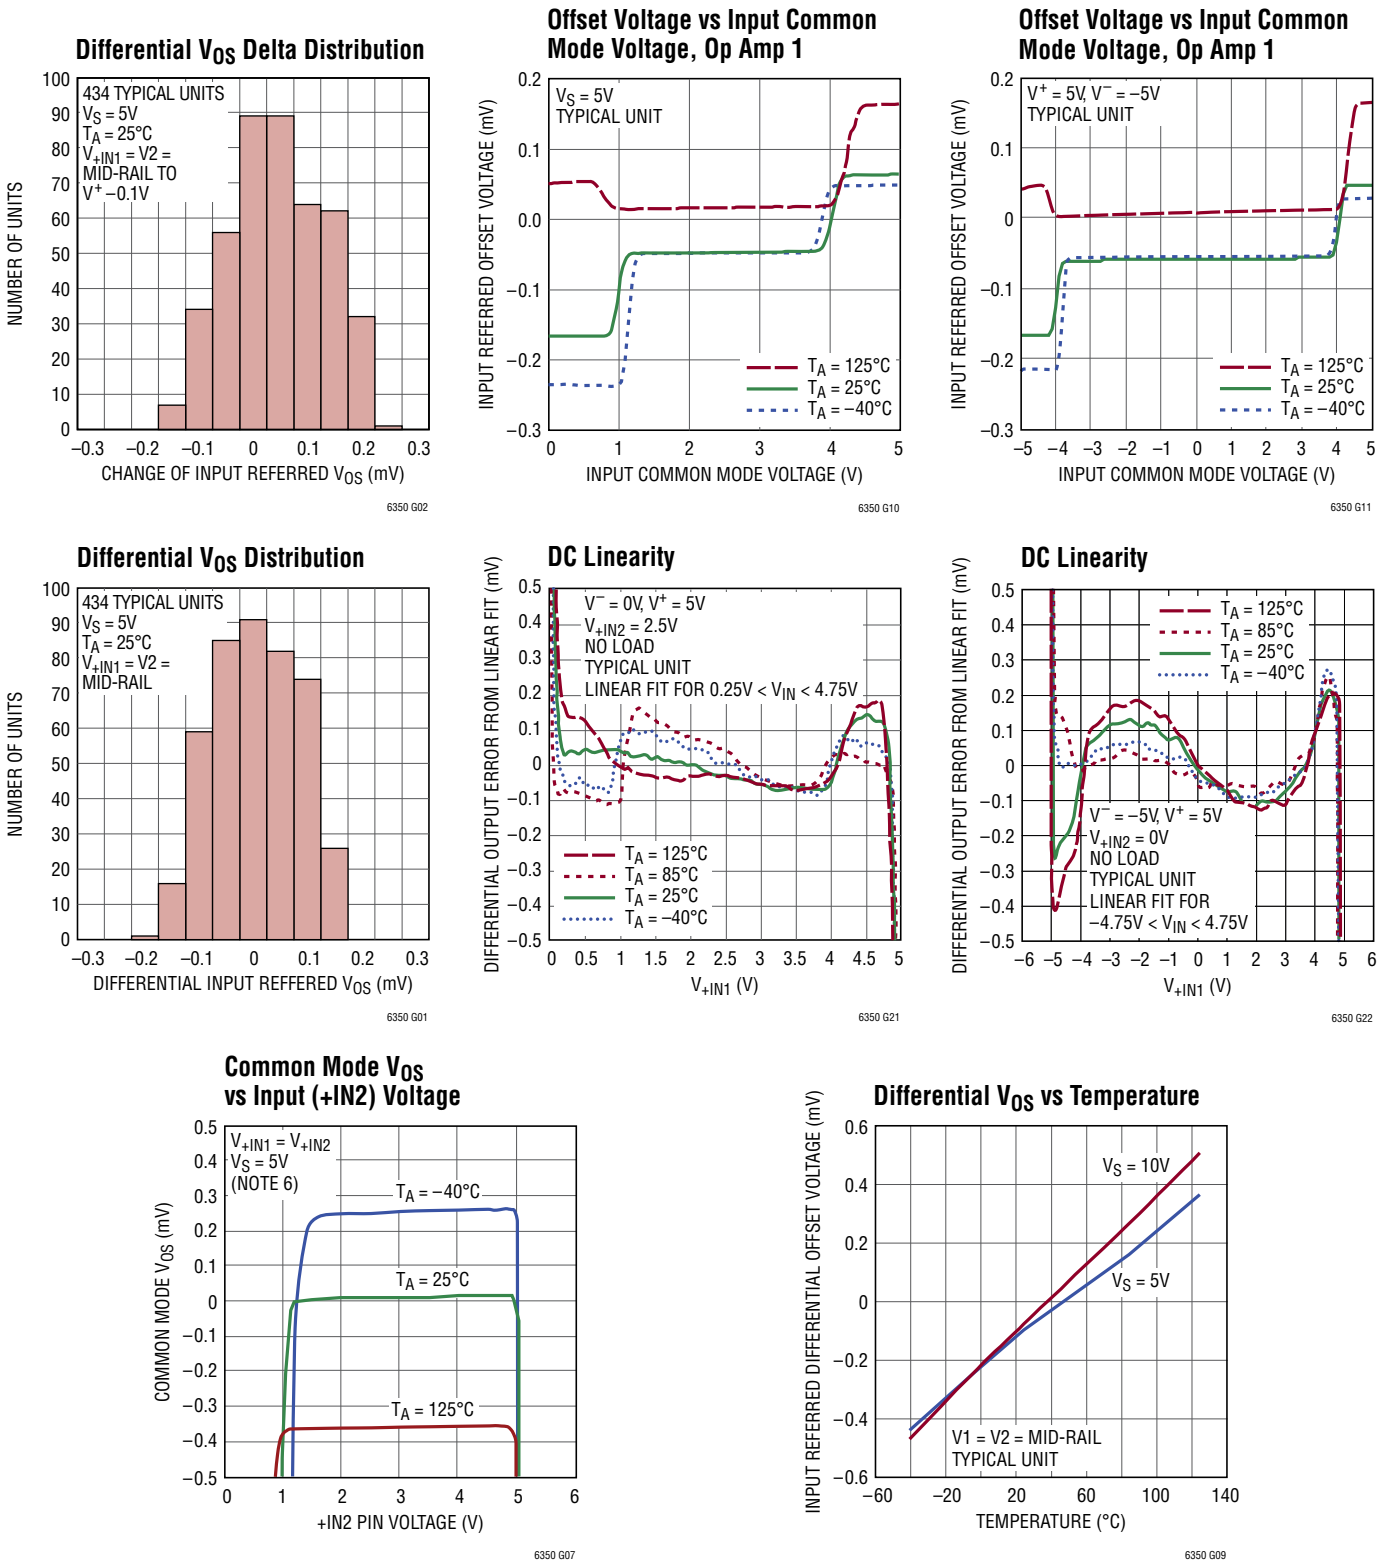 Differential VOS Delta Distribution
100
90
80
70
60
50
40
30
20
10
0
NUMBER OF UNITS
434 TYPICAL UNITS
VS = 5V
TA = 25°C
V+IN1 = V2 =
MID-RAIL TO
V+ –0.1V
–0.3 –0.2 –0.1 0 0.1 0.2 0.3
CHANGE OF INPUT REFERRED VOS (mV)
6350 G02
Offset Voltage vs Input Common
Mode Voltage, Op Amp 1
0.2
0.1
0.0
–0.1
–0.2
–0.3
INPUT REFERRED OFFSET VOLTAGE (mV)
VS = 5V
TYPICAL UNIT
TA = 125°C
TA = 25°C
TA = –40°C
0 1 2 3 4 5
INPUT COMMON MODE VOLTAGE (V)
6350 G10
Offset Voltage vs Input Common
Mode Voltage, Op Amp 1
0.2
0.1
0
–0.1
–0.2
–0.3
INPUT REFERRED OFFSET VOLTAGE (mV)
V+ = 5V, V– = –5V
TYPICAL UNIT
TA = 125°C
TA = 25°C
TA = –40°C
–5 –4 –3 –2 –1 0 1 2 3 4 5
INPUT COMMON MODE VOLTAGE (V)
6350 G11
Differential VOS Distribution
100
90
80
70
60
50
40
30
20
10
0
NUMBER OF UNITS
434 TYPICAL UNITS
VS = 5V
TA = 25°C
V+IN1 = V2 =
MID-RAIL
–0.3 –0.2 –0.1 0 0.1 0.2 0.3
DIFFERENTIAL INPUT REFFERED VOS (mV)
6350 G01
DC Linearity
0.5
0.4
0.3
0.2
0.1
0
–0.1
–0.2
–0.3
–0.4
–0.5
DIFFERENTIAL OUTPUT ERROR FROM LINEAR FIT (mV)
V– = 0V, V+ = 5V
V+IN2 = 2.5V
NO LOAD
TYPICAL UNIT
LINEAR FIT FOR 0.25V < VIN < 4.75V
TA = 125°C
TA = 85°C
TA = 25°C
TA = –40°C
0 0.5 1 1.5 2 2.5 3 3.5 4 4.5 5
V+IN1 (V)
6350 G21
DC Linearity
0.5
0.4
0.3
0.2
0.1
0
–0.1
–0.2
–0.3
–0.4
–0.5
DIFFERENTIAL OUTPUT ERROR FROM LINEAR FIT (mV)
TA = 125°C
TA = 85°C
TA = 25°C
TA = –40°C
V– = –5V, V+ = 5V
V+IN2 = 0V
NO LOAD
TYPICAL UNIT
LINEAR FIT FOR
–4.75V < VIN < 4.75V
–6 –5 –4 –3 –2 –1 0 1 2 3 4 5 6
V+IN1 (V)
6350 G22
Common Mode VOS
vs Input (+IN2) Voltage
0.5
0.4
0.3
0.2
0.1
0
–0.1
–0.2
–0.3
–0.4
–0.5
COMMON MODE VOS (mV)
V+IN1 = V+IN2
VS = 5V
(NOTE 6)
TA = –40°C
TA = 25°C
TA = 125°C
0 1 2 3 4 5 6
+IN2 PIN VOLTAGE (V)
6350 G07
Differential VOS vs Temperature
0.6
0.4
0.2
0
–0.2
–0.4
–0.6
INPUT REFERRED DIFFERENTIAL OFFSET VOLTAGE (mV)
VS = 10V
VS = 5V
V1 = V2 = MID-RAIL
TYPICAL UNIT
–60 –20 20 60 100 140
TEMPERATURE (°C)
6350 G09